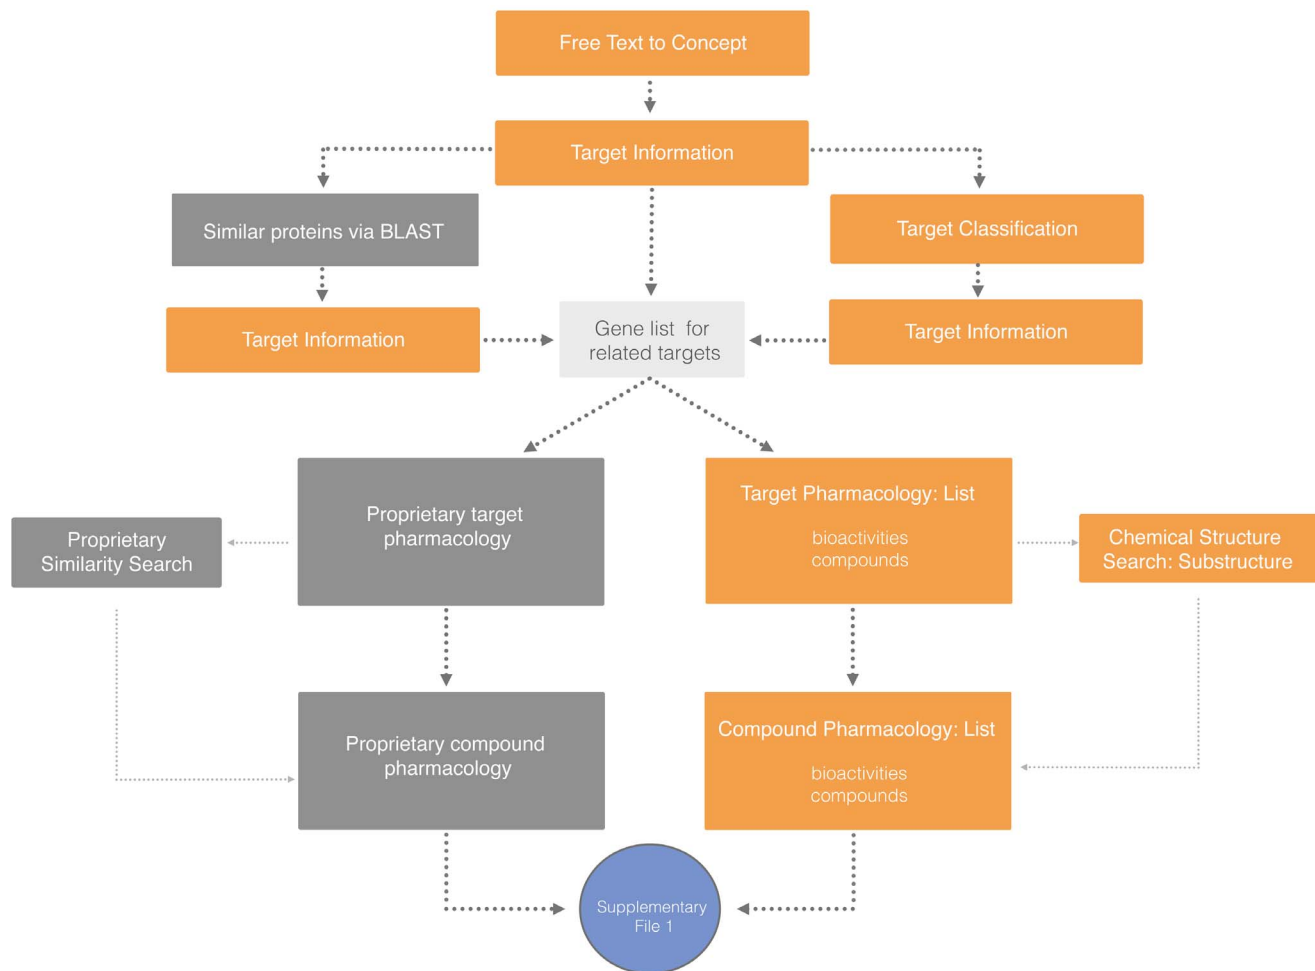 Free Text to Concept
Target Information
Similar proteins via BLAST
Target Classification
Target Information
Gene list for
related targets
Target Information
Proprietary target
pharmacology
Target Pharmacology: List
bioactivities
compounds
Proprietary
Similarity Search
Chemical Structure
Search: Substructure
Proprietary compound
pharmacology
Compound Pharmacology: List
bioactivities
compounds
Supplementary
File 1